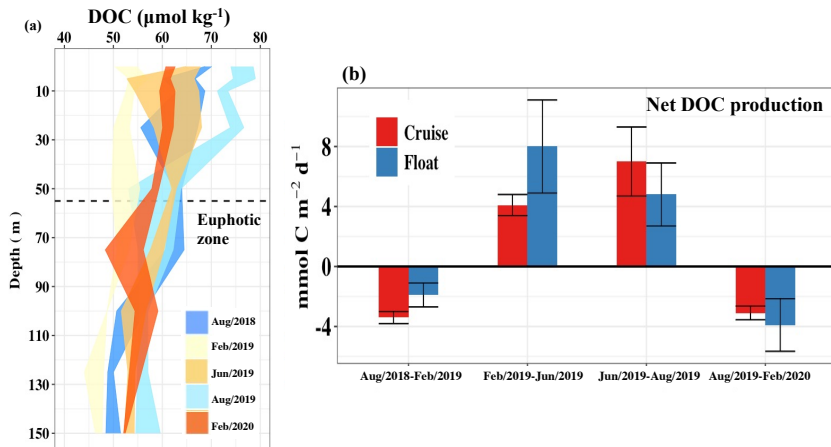 DOC (μmol kg⁻¹)
(a)
40 50 60 70 80
10
30
50
70
90
110
130
150
Depth ( m )
Euphotic
zone
Aug/2018
Feb/2019
Jun/2019
Aug/2019
Feb/2020
(b)
Net DOC production
Cruise
Float
8
4
0
-4
mmol C m⁻² d⁻¹
Aug/2018-Feb/2019 Feb/2019-Jun/2019 Jun/2019-Aug/2019 Aug/2019-Feb/2020